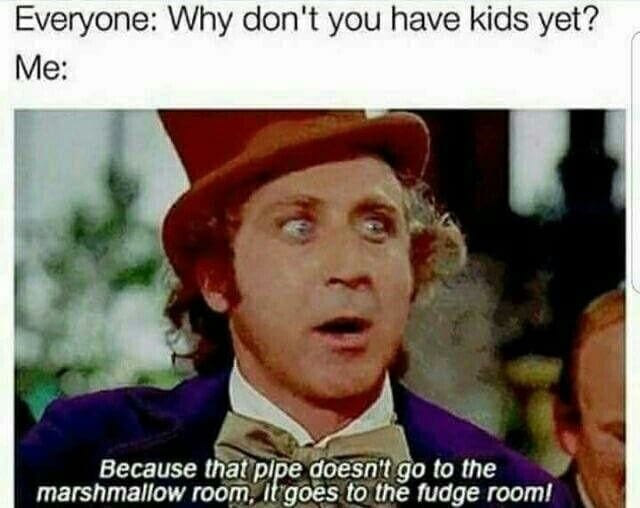 Everyone: Why don't you have kids yet?
Me:
Because that pipe doesn't go to the
marshmallow room, it goes to the fudge room!